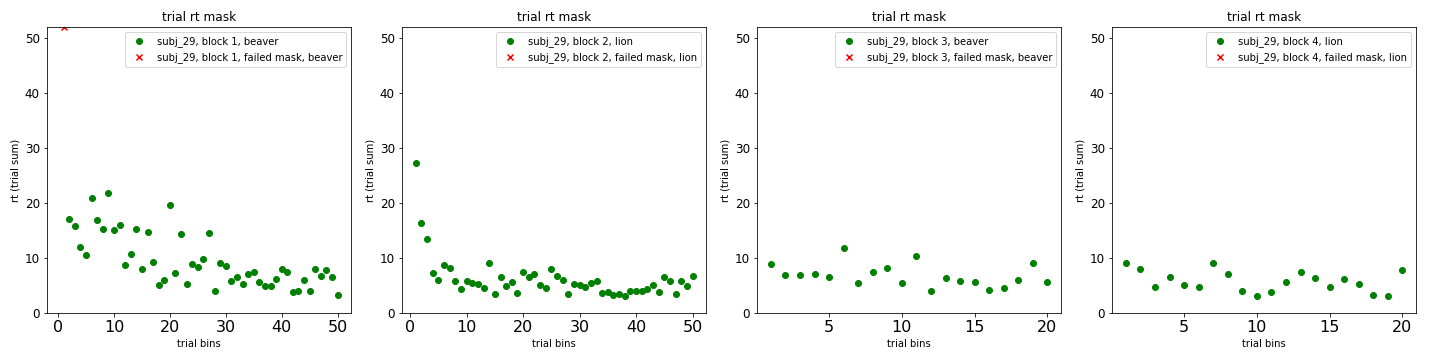 trial rt mask
subj_29, block 1, beaver
subj_29, block 1, failed mask, beaver
rt (trial sum)
50
40
30
20
10
0
0 10 20 30 40 50
trial bins
trial rt mask
subj_29, block 2, lion
subj_29, block 2, failed mask, lion
rt (trial sum)
50
40
30
20
10
0
0 10 20 30 40 50
trial bins
trial rt mask
subj_29, block 3, beaver
subj_29, block 3, failed mask, beaver
rt (trial sum)
50
40
30
20
10
0
5 10 15 20
trial bins
trial rt mask
subj_29, block 4, lion
subj_29, block 4, failed mask, lion
rt (trial sum)
50
40
30
20
10
0
5 10 15 20
trial bins